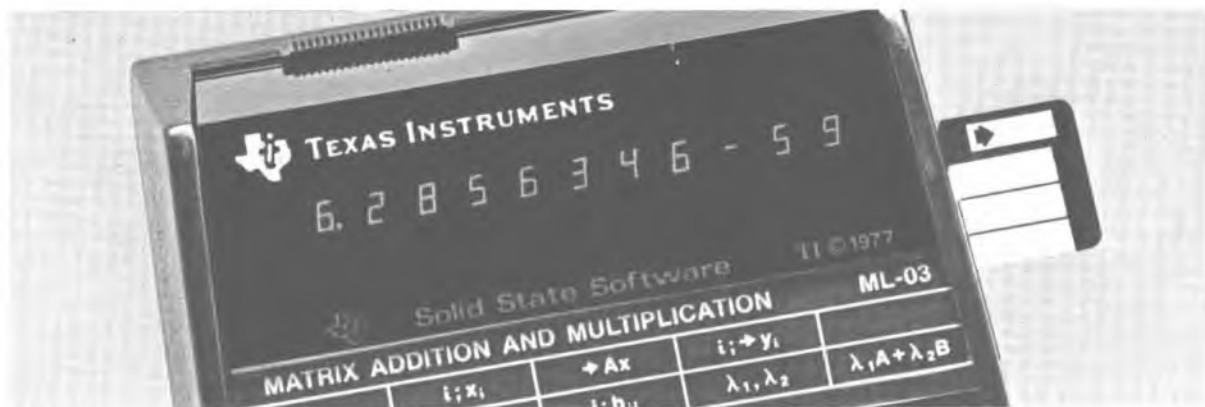 TEXAS INSTRUMENTS
6.2856346-59
Solid State Software TI © 1977
MATRIX ADDITION AND MULTIPLICATION ML-03
i;xᵢ →Ax i;→yᵢ
λ₁,λ₂ λ₁A+λ₂B